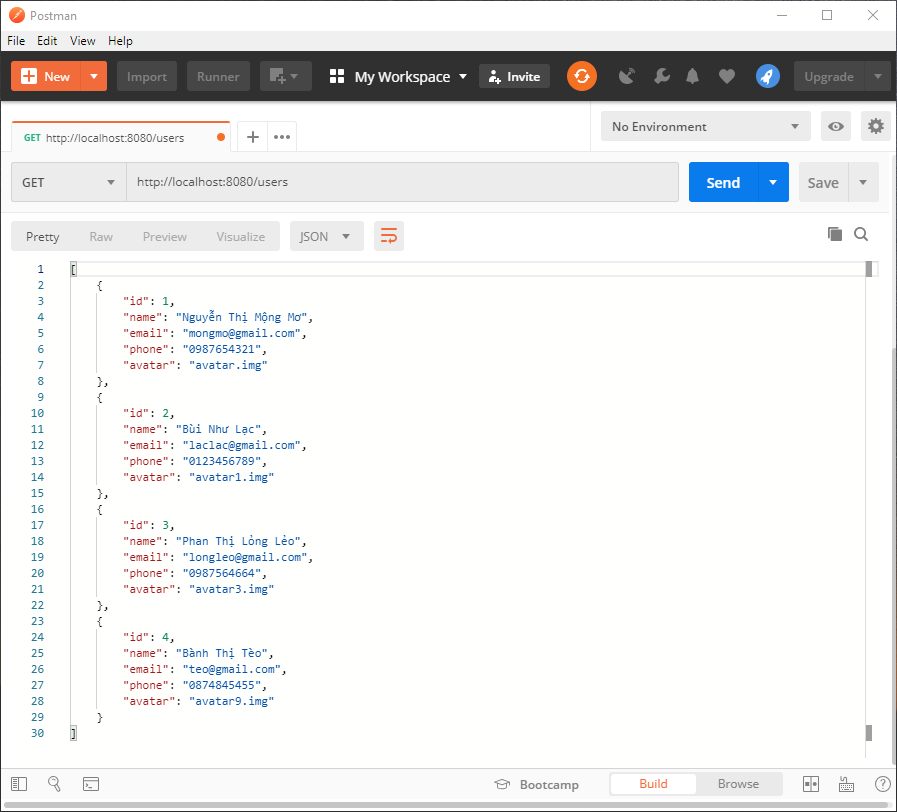 Postman
File Edit View Help
New Import Runner My Workspace Invite Upgrade
GET http://localhost:8080/users + ••• No Environment
GET http://localhost:8080/users Send Save
Pretty Raw Preview Visualize JSON
1 [
2 {
3 "id": 1,
4 "name": "Nguyễn Thị Mộng Mơ",
5 "email": "mongmo@gmail.com",
6 "phone": "0987654321",
7 "avatar": "avatar.img"
8 },
9 {
10 "id": 2,
11 "name": "Bùi Như Lạc",
12 "email": "laclac@gmail.com",
13 "phone": "0123456789",
14 "avatar": "avatar1.img"
15 },
16 {
17 "id": 3,
18 "name": "Phan Thị Lỏng Lẻo",
19 "email": "longleo@gmail.com",
20 "phone": "0987564664",
21 "avatar": "avatar3.img"
22 },
23 {
24 "id": 4,
25 "name": "Bành Thị Tèo",
26 "email": "teo@gmail.com",
27 "phone": "0874845455",
28 "avatar": "avatar9.img"
29 }
30 ]
Bootcamp Build Browse ?